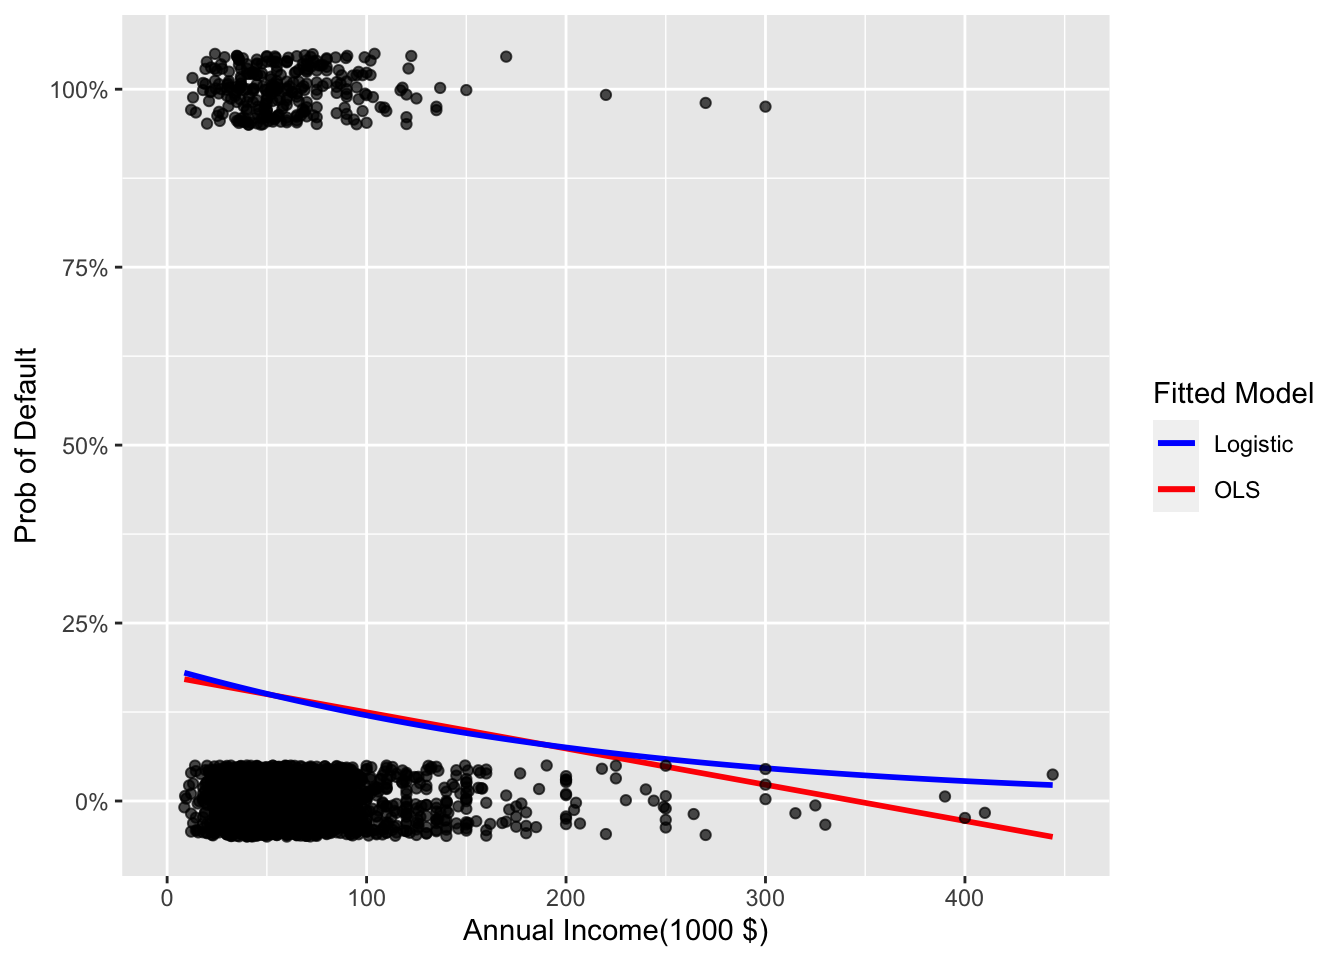 100%
75%
50%
25%
0%
Prob of Default
0 100 200 300 400
Annual Income(1000 $)
Fitted Model
Logistic
OLS